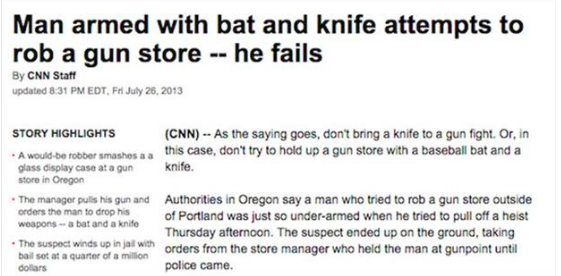 Man armed with bat and knife attempts to
rob a gun store -- he fails
By CNN Staff
updated 8:31 PM EDT, Fri July 26, 2013
STORY HIGHLIGHTS
• A would-be robber smashes a a
glass display case at a gun
store in Oregon
• The manager pulls his gun and
orders the man to drop his
weapons -- a bat and a knife
• The suspect winds up in jail with
bail set at a quarter of a million
dollars
(CNN) -- As the saying goes, don't bring a knife to a gun fight. Or, in
this case, don't try to hold up a gun store with a baseball bat and a
knife.
Authorities in Oregon say a man who tried to rob a gun store outside
of Portland was just so under-armed when he tried to pull off a heist
Thursday afternoon. The suspect ended up on the ground, taking
orders from the store manager who held the man at gunpoint until
police came.